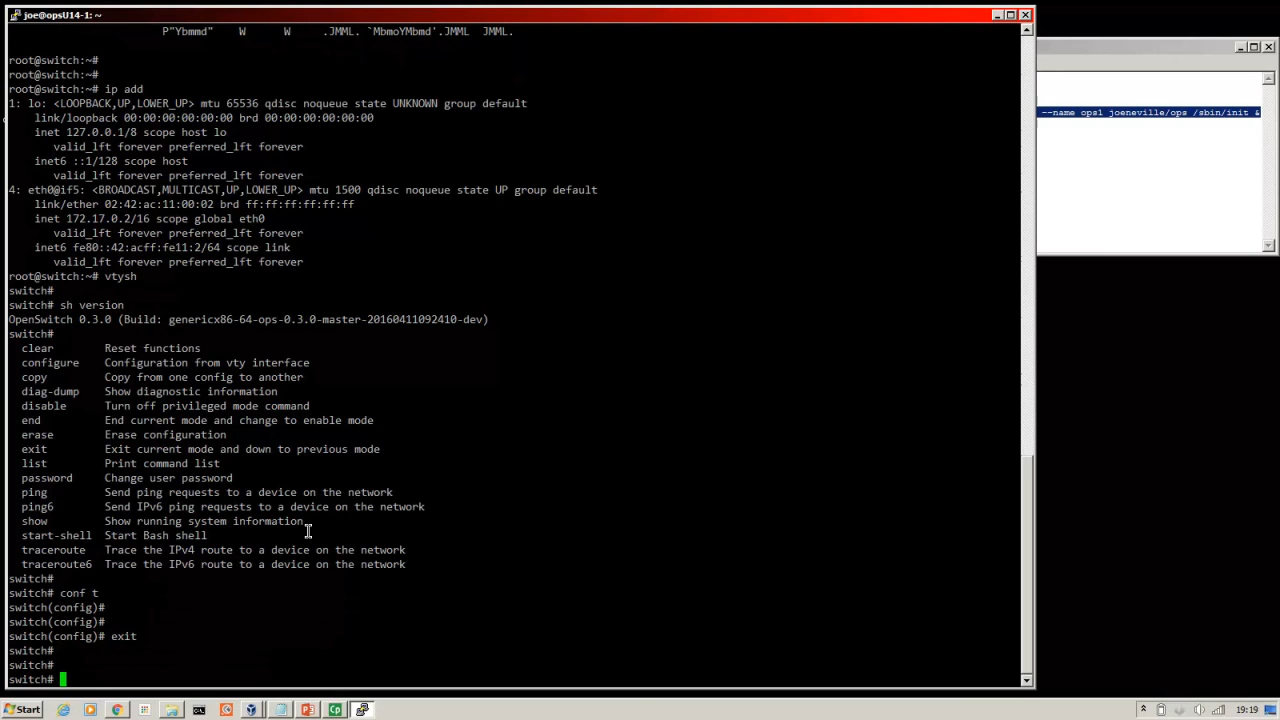 joe@opsU14-1: ~
P"Ybmmd"    W      W    .JMML. `MbmoYMbmd'.JMML  JMML.
root@switch:~#
root@switch:~#
root@switch:~# ip add
1: lo: <LOOPBACK,UP,LOWER_UP> mtu 65536 qdisc noqueue state UNKNOWN group default
link/loopback 00:00:00:00:00:00 brd 00:00:00:00:00:00
inet 127.0.0.1/8 scope host lo
valid_lft forever preferred_lft forever
inet6 ::1/128 scope host
valid_lft forever preferred_lft forever
4: eth0@if5: <BROADCAST,MULTICAST,UP,LOWER_UP> mtu 1500 qdisc noqueue state UP group default
link/ether 02:42:ac:11:00:02 brd ff:ff:ff:ff:ff:ff
inet 172.17.0.2/16 scope global eth0
valid_lft forever preferred_lft forever
inet6 fe80::42:acff:fe11:2/64 scope link
valid_lft forever preferred_lft forever
root@switch:~# vtysh
switch#
switch# sh version
OpenSwitch 0.3.0 (Build: genericx86-64-ops-0.3.0-master-20160411092410-dev)
switch#
clear       Reset functions
configure   Configuration from vty interface
copy        Copy from one config to another
diag-dump   Show diagnostic information
disable     Turn off privileged mode command
end         End current mode and change to enable mode
erase       Erase configuration
exit        Exit current mode and down to previous mode
list        Print command list
password    Change user password
ping        Send ping requests to a device on the network
ping6       Send IPv6 ping requests to a device on the network
show        Show running system information
start-shell Start Bash shell
traceroute  Trace the IPv4 route to a device on the network
traceroute6 Trace the IPv6 route to a device on the network
switch#
switch# conf t
switch(config)#
switch(config)#
switch(config)# exit
switch#
switch#
switch#
--name ops1 joeneville/ops /sbin/init &
Start
19:19